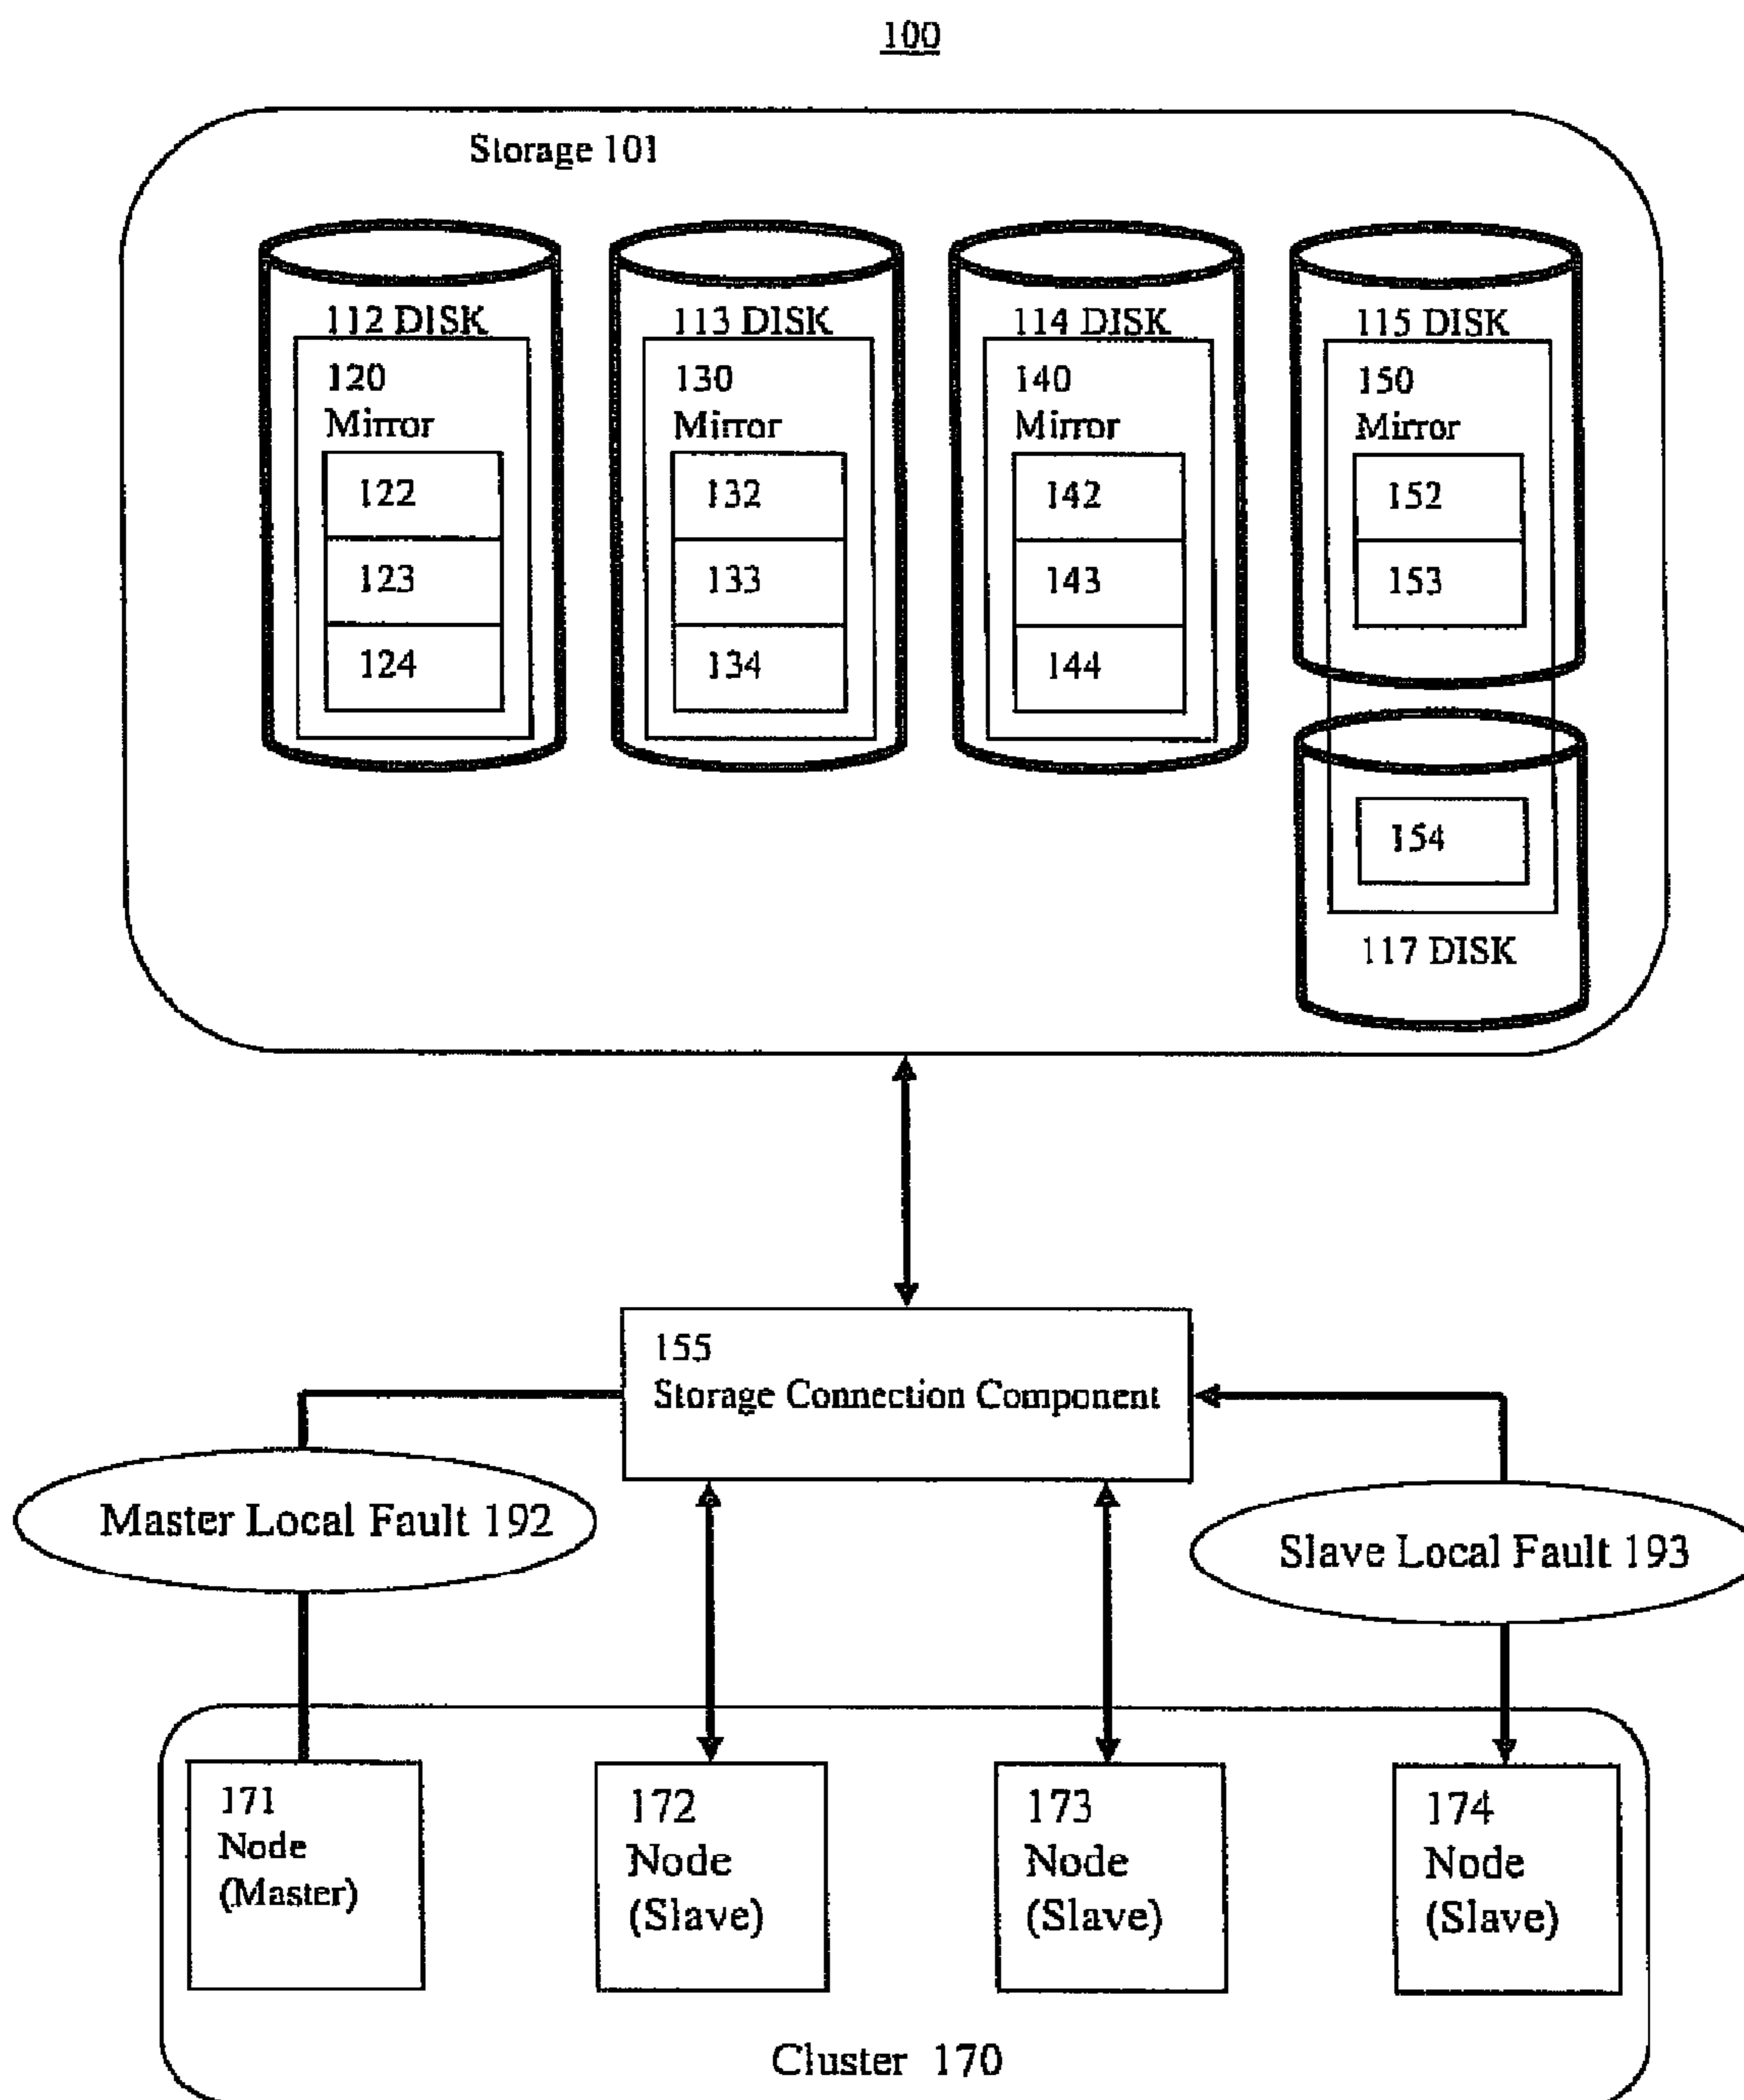 100
Storage 101
112 DISK
120
Mirror
122
123
124
113 DISK
130
Mirror
132
133
134
114 DISK
140
Mirror
142
143
144
115 DISK
150
Mirror
152
153
154
117 DISK
155
Storage Connection Component
Master Local Fault 192
Slave Local Fault 193
171
Node
(Master)
172
Node
(Slave)
173
Node
(Slave)
174
Node
(Slave)
Cluster 170